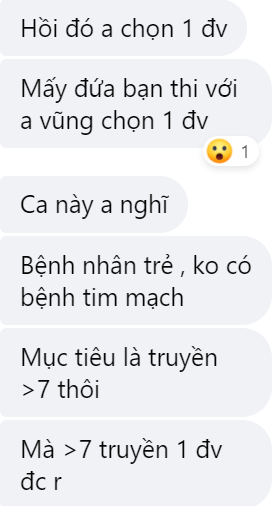 Hồi đó a chọn 1 đv
Mấy đứa bạn thi với
a vũng chọn 1 đv
1
Ca này a nghĩ
Bệnh nhân trẻ , ko có
bệnh tim mạch
Mục tiêu là truyền
>7 thôi
Mà >7 truyền 1 đv
đc r